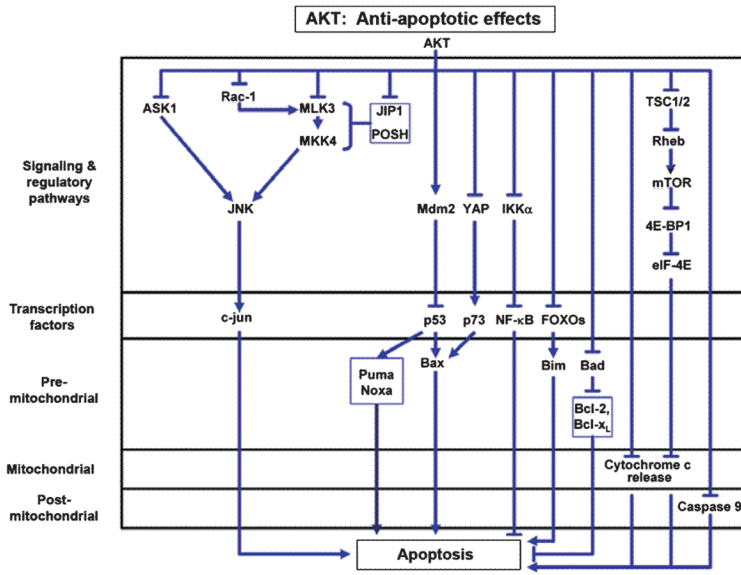 AKT: Anti-apoptotic effects
AKT
ASK1
Rac-1
MLK3
JIP1
TSC1/2
POSH
MKK4
Rheb
Signaling &
regulatory
pathways
mTOR
JNK
Mdm2
YAP
IKKα
4E-BP1
eIF-4E
Transcription
factors
c-jun
p53
p73
NF-κB
FOXOs
Pre-
mitochondrial
Puma
Noxa
Bax
Bim
Bad
Bcl-2,
Bcl-xL
Mitochondrial
Cytochrome c
release
Post-
mitochondrial
Caspase 9
Apoptosis